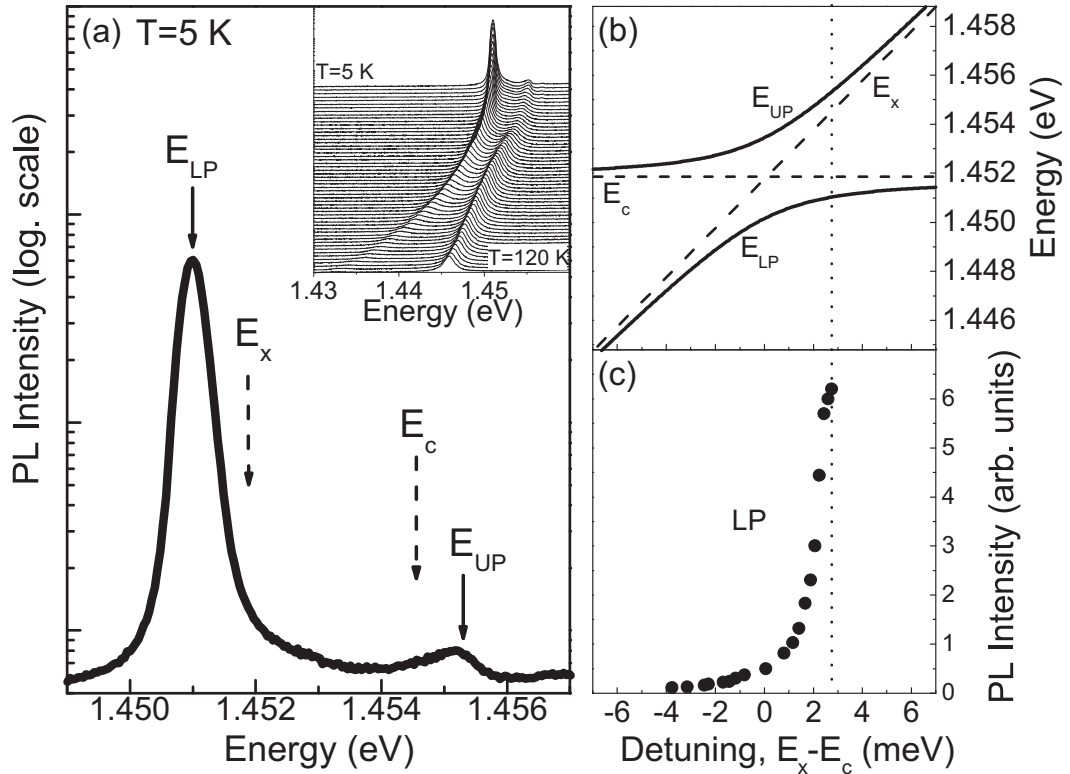 (a) T=5 K
PL Intensity (log. scale)
E_LP
E_x
E_c
E_UP
1.450 1.452 1.454 1.456
Energy (eV)
T=5 K
T=120 K
1.43 1.44 1.45
Energy (eV)
(b)
E_UP
E_x
E_c
E_LP
1.458
1.456
1.454
1.452
1.450
1.448
1.446
Energy (eV)
(c)
LP
6
5
4
3
2
1
0
PL Intensity (arb. units)
-6 -4 -2 0 2 4 6
Detuning, E_x-E_c (meV)